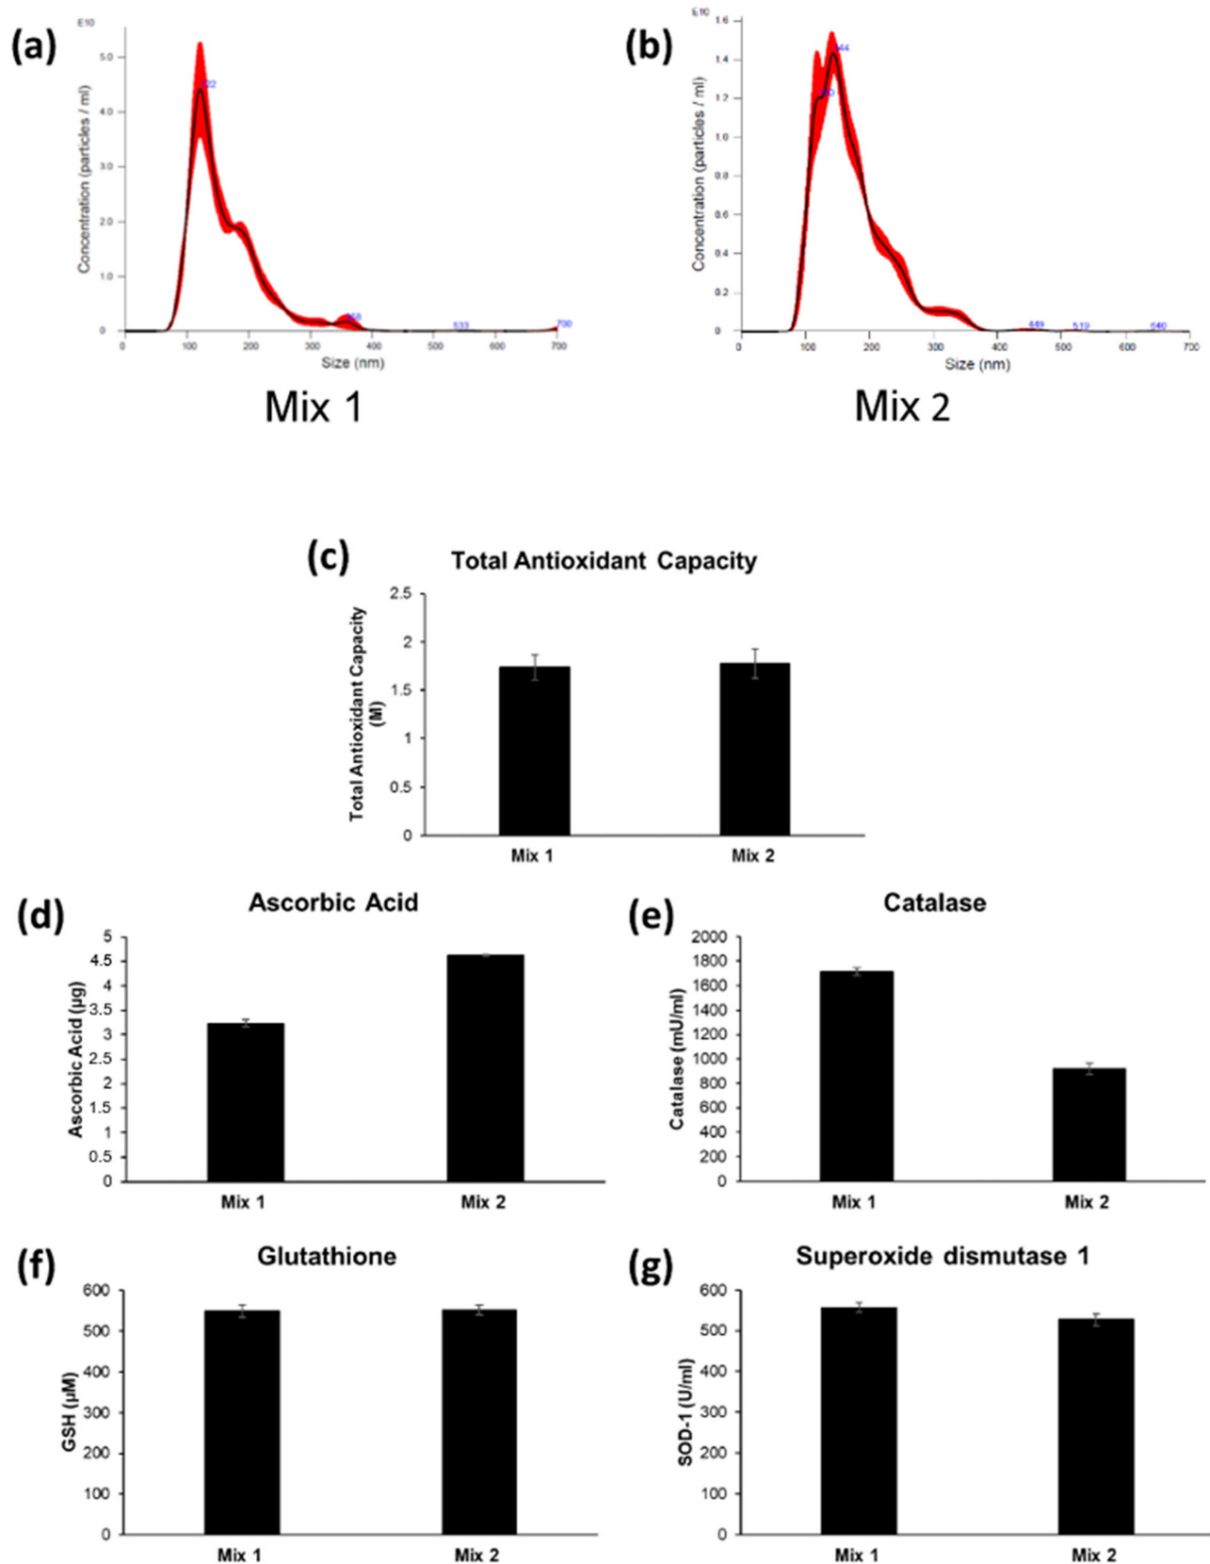 (a)
E10
5.0
4.0
3.0
2.0
1.0
0
Concentration (particles / ml)
533
700
0 100 200 300 400 500 600 700
Size (nm)
Mix 1
(b)
E10
1.6
1.4
1.2
1.0
0.8
0.6
0.4
0.2
0
Concentration (particles / ml)
449 519 640
0 100 200 300 400 500 600 700
Size (nm)
Mix 2
(c)
Total Antioxidant Capacity
Total Antioxidant Capacity
(M)
2.5
2
1.5
1
0.5
0
Mix 1 Mix 2
(d)
Ascorbic Acid
Ascorbic Acid (µg)
5
4.5
4
3.5
3
2.5
2
1.5
1
0.5
0
Mix 1 Mix 2
(e)
Catalase
Catalase (mU/ml)
2000
1800
1600
1400
1200
1000
800
600
400
200
0
Mix 1 Mix 2
(f)
Glutathione
GSH (µM)
600
500
400
300
200
100
0
Mix 1 Mix 2
(g)
Superoxide dismutase 1
SOD-1 (U/ml)
600
500
400
300
200
100
0
Mix 1 Mix 2